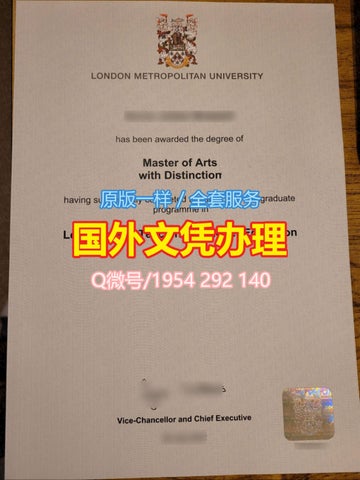 LONDON METROPOLITAN UNIVERSITY
has been awarded the degree of
Master of Arts
with Distinction
原版一样 / 全套服务
having graduate
programme in
国外文凭办理
Q微号/1954 292 140
Vice-Chancellor and Chief Executive